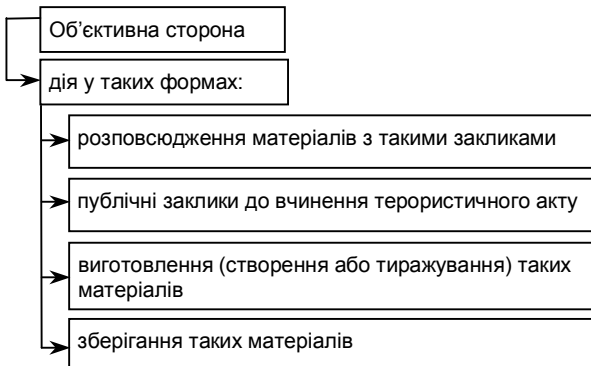 Об’єктивна сторона
дія у таких формах:
розповсюдження матеріалів з такими закликами
публічні заклики до вчинення терористичного акту
виготовлення (створення або тиражування) таких
матеріалів
зберігання таких матеріалів